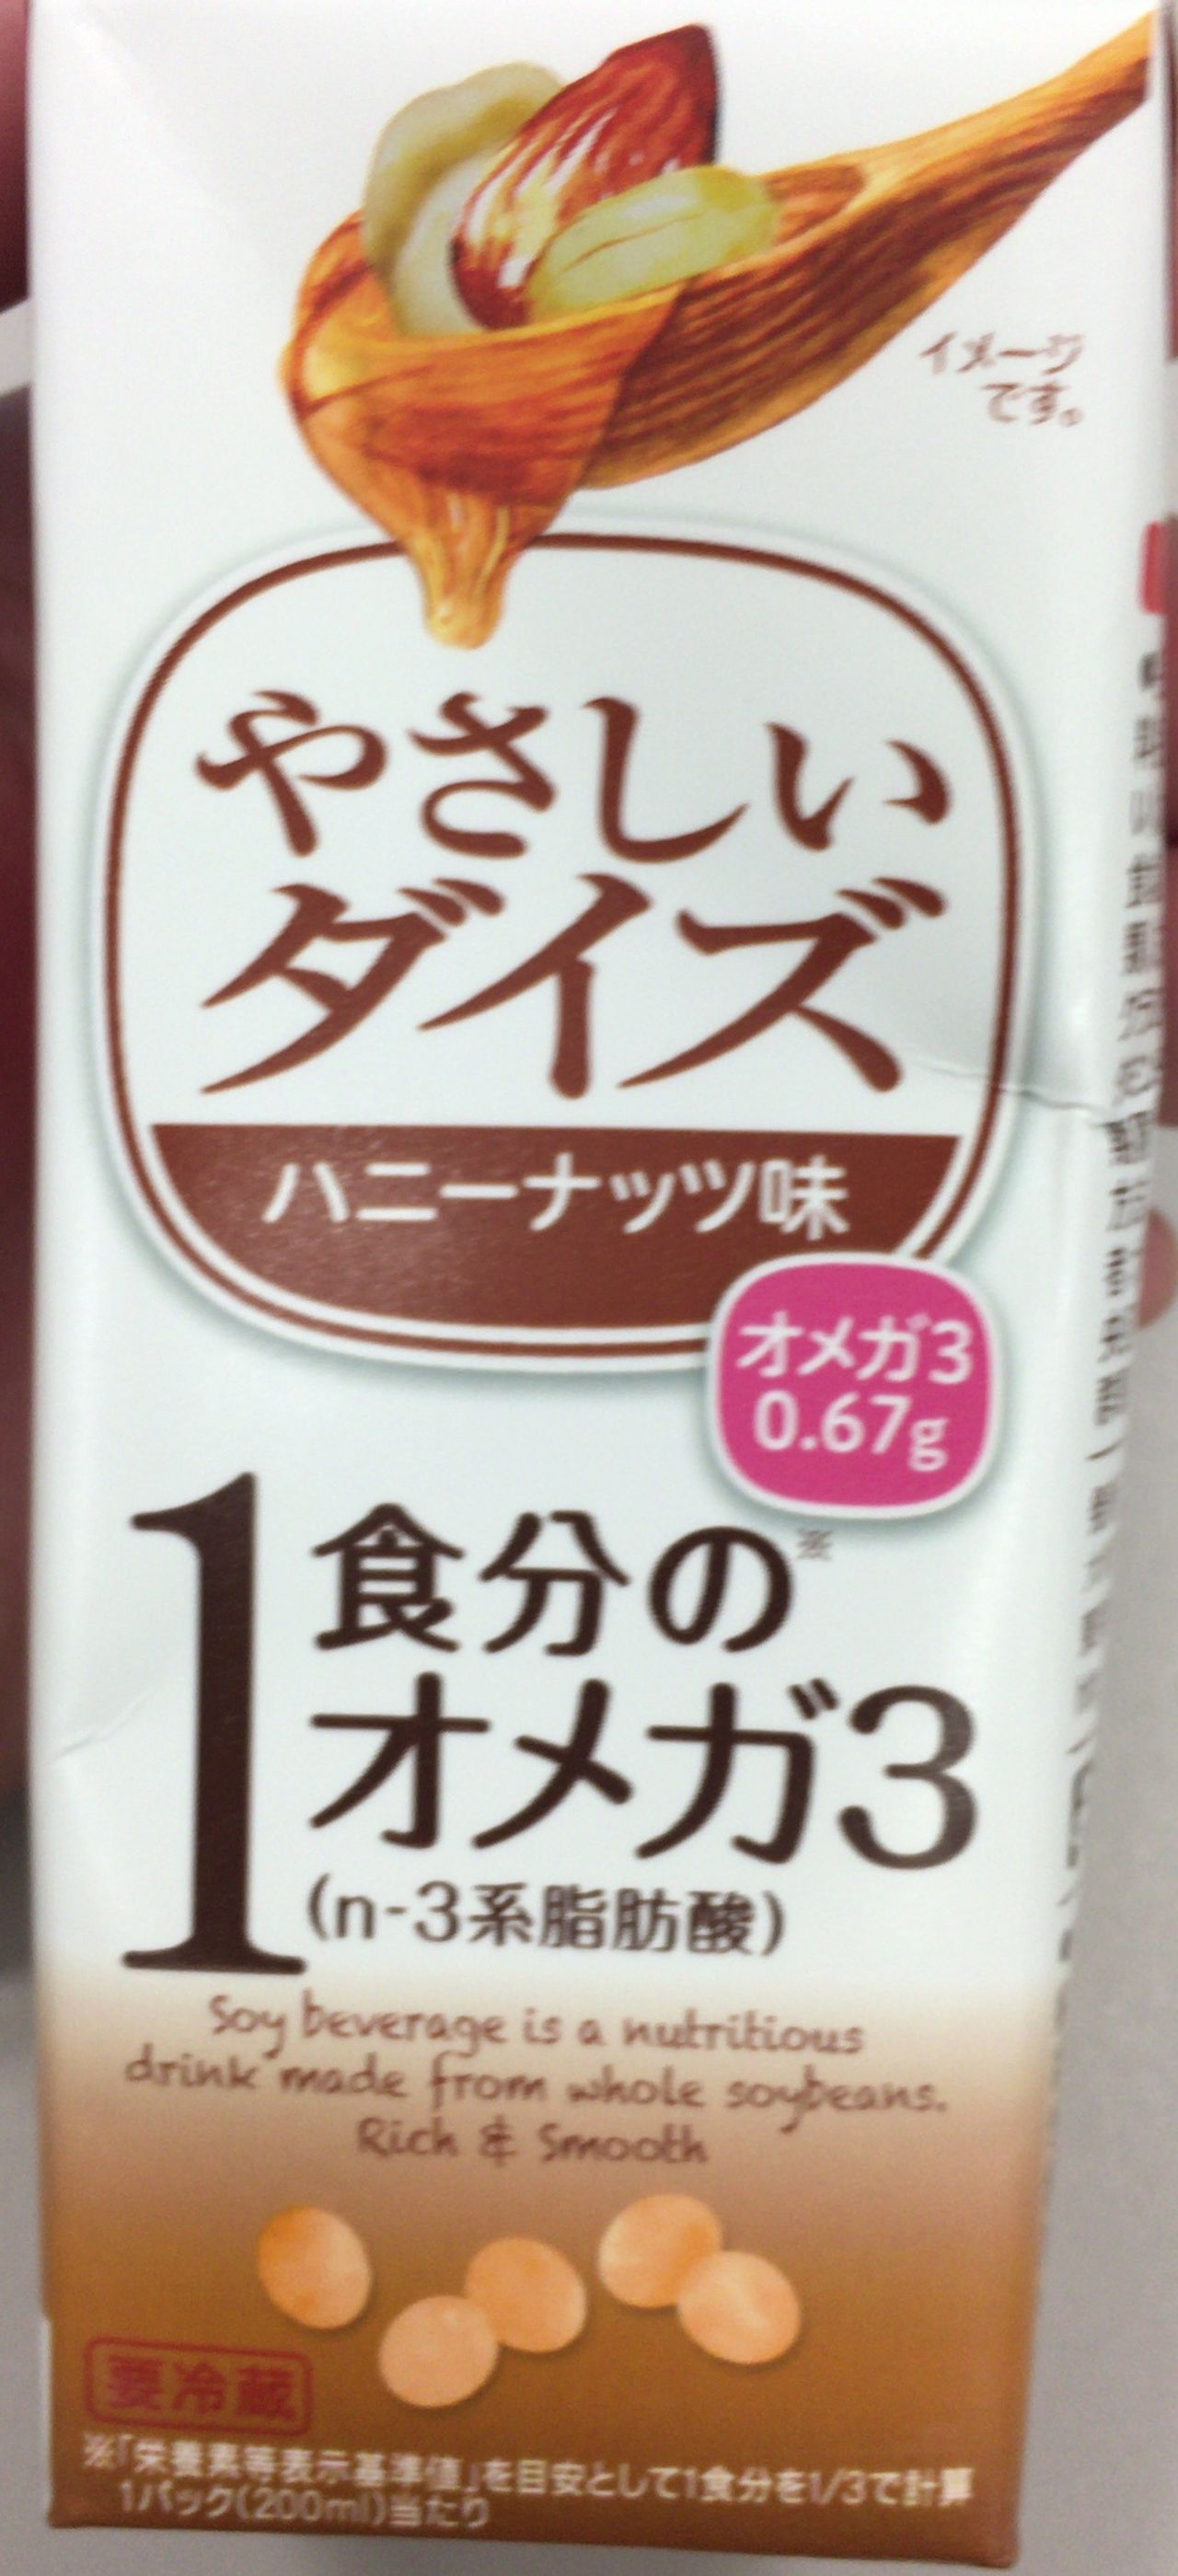 イメージ
です。
やさしい
ダイズ
ハニーナッツ味
オメガ3
0.67g
1食分の※
オメガ3
(n-3系脂肪酸)
Soy beverage is a nutritious
drink made from whole soybeans.
Rich & Smooth
要冷蔵
※「栄養素等表示基準値」を目安として1食分を1/3で計算
1パック(200ml)当たり